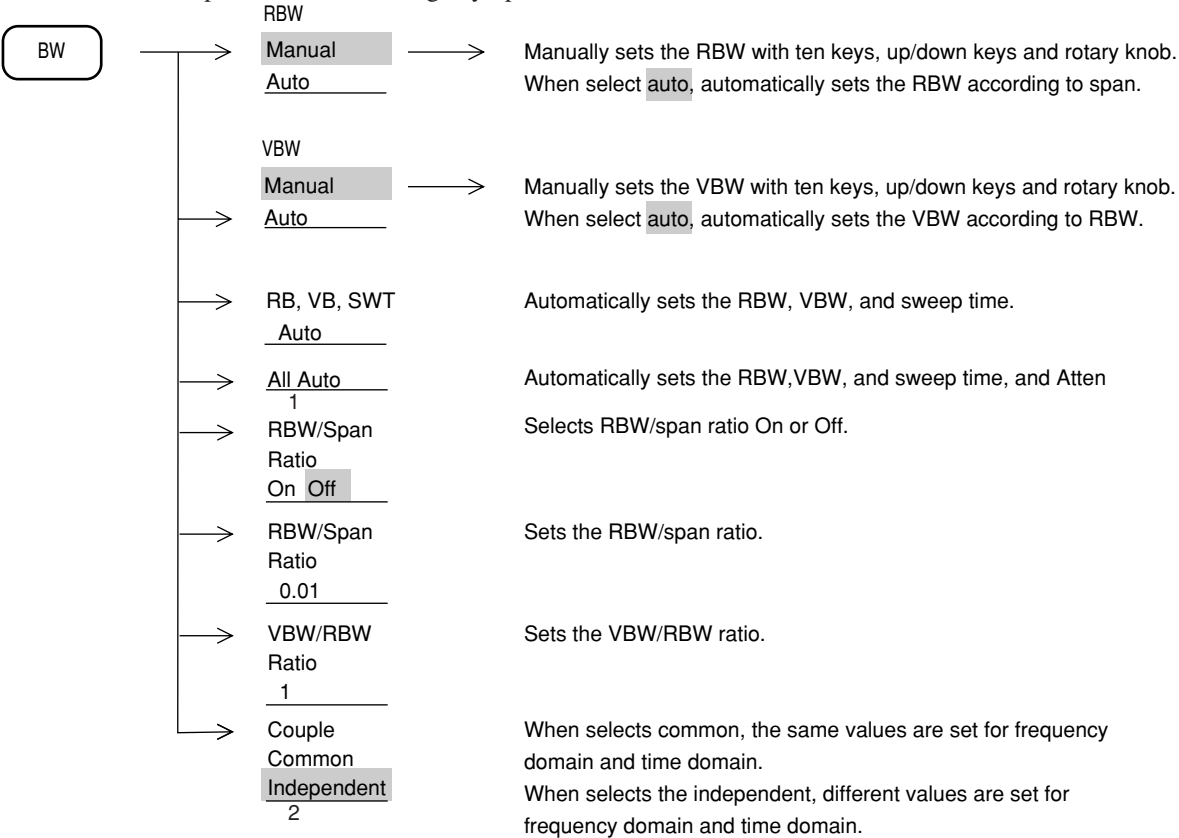 RBW
BW
Manual
Manually sets the RBW with ten keys, up/down keys and rotary knob.
Auto
When select auto, automatically sets the RBW according to span.
VBW
Manual
Manually sets the VBW with ten keys, up/down keys and rotary knob.
Auto
When select auto, automatically sets the VBW according to RBW.
RB, VB, SWT
Automatically sets the RBW, VBW, and sweep time.
Auto
All Auto
Automatically sets the RBW,VBW, and sweep time, and Atten
1
RBW/Span
Selects RBW/span ratio On or Off.
Ratio
On Off
RBW/Span
Sets the RBW/span ratio.
Ratio
0.01
VBW/RBW
Sets the VBW/RBW ratio.
Ratio
1
Couple
When selects common, the same values are set for frequency
Common
domain and time domain.
Independent
When selects the independent, different values are set for
2
frequency domain and time domain.